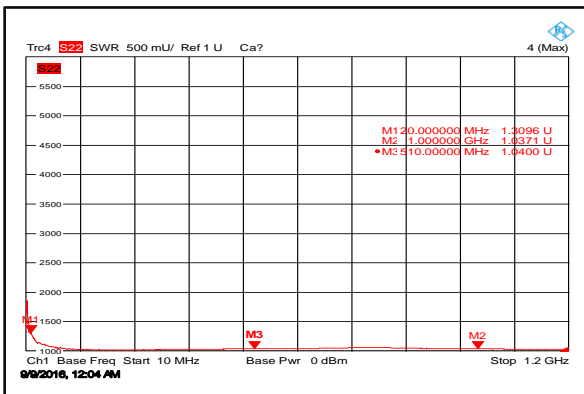 Trc4 S22 SWR 500 mU/ Ref 1 U Ca? 4 (Max)
S22
5500
5000
M1 20.000000 MHz 1.3096 U
M2 1.000000 GHz 1.0371 U
4500
•M3 510.00000 MHz 1.0400 U
4000
3500
3000
2500
2000
M1
1500
M3
M2
1000
Ch1 Base Freq Start 10 MHz Base Pwr 0 dBm Stop 1.2 GHz
9/9/2016, 12:04 AM